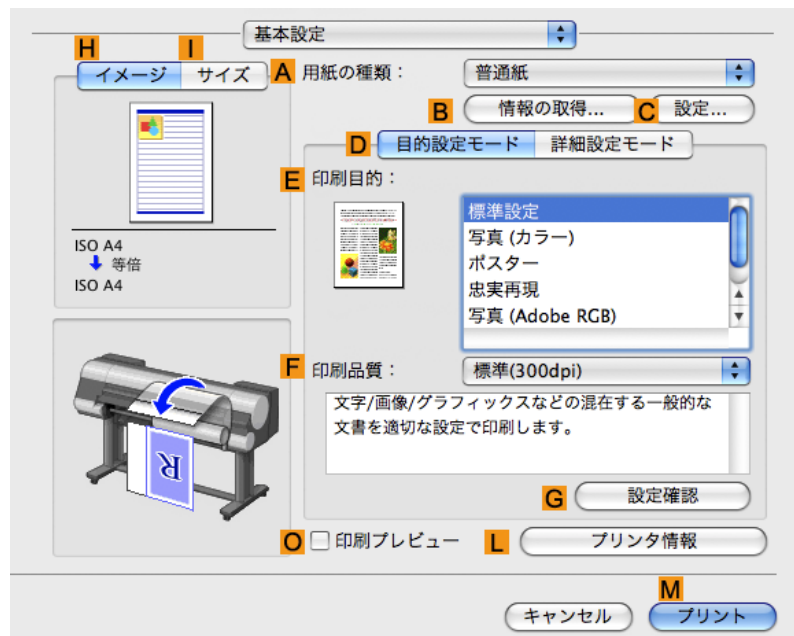 基本設定
H
I
イメージ
サイズ
A
用紙の種類：
普通紙
B
情報の取得...
C
設定...
D
目的設定モード
詳細設定モード
E
印刷目的：
標準設定
写真 (カラー)
ポスター
忠実再現
写真 (Adobe RGB)
ISO A4
等倍
ISO A4
F
印刷品質：
標準(300dpi)
文字/画像/グラフィックスなどの混在する一般的な
文書を適切な設定で印刷します。
R
G
設定確認
O
印刷プレビュー
L
プリンタ情報
M
キャンセル
プリント